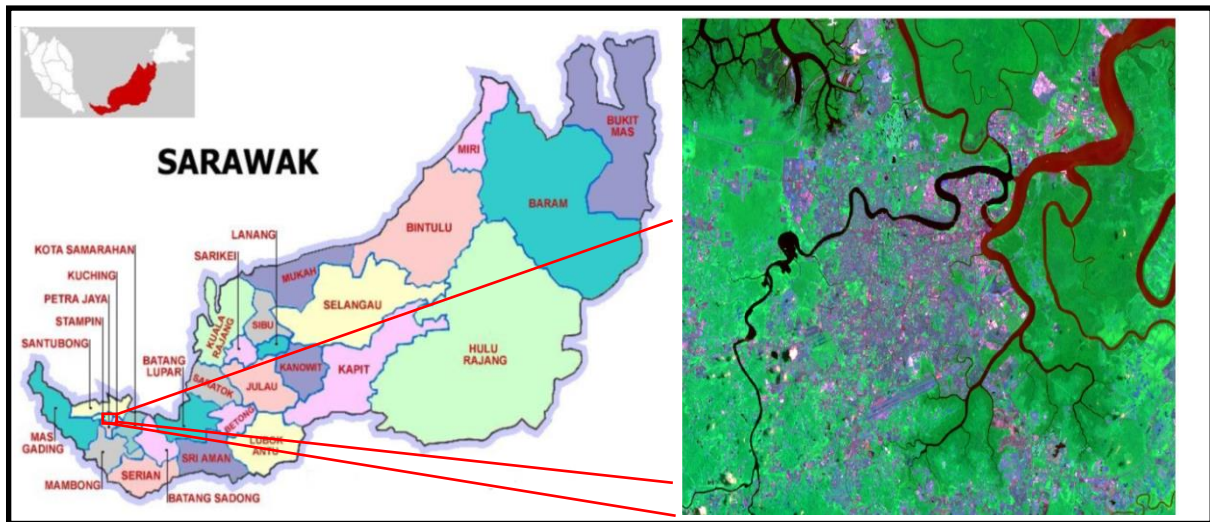 SARAWAK
BUKIT
MAS
MIRI
BARAM
BINTULU
LANANG
KOTA SAMARAHAN
SARIKEI
KUCHING
MUKAH
PETRA JAYA
SELANGAU
STAMPIN
SIBU
KUALA
RAJANG
SANTUBONG
BATANG
LUPAR
HULU
RAJANG
KANOWIT
KAPIT
JULAU
SARATOK
BETONG
MAS
GADING
LUBOK
ANTU
SRI AMAN
SERIAN
MAMBONG
BATANG SADONG